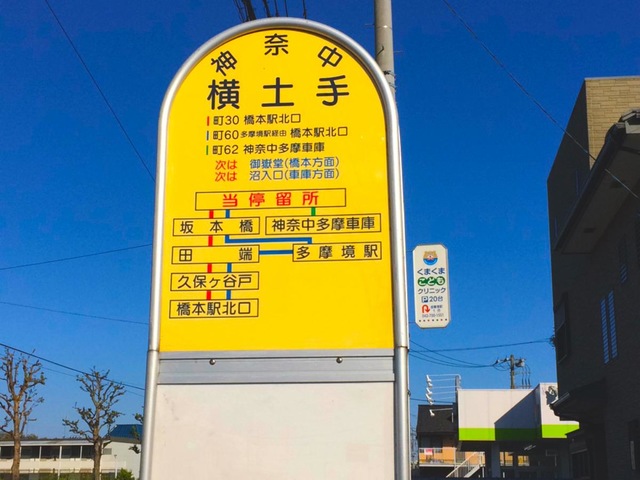 神奈中
横土手
町30 橋本駅北口
町60 多摩境駅経由 橋本駅北口
町62 神奈中多摩車庫
次は 御嶽堂(橋本方面)
次は 沼入口(車庫方面)
当停留所
坂本橋 神奈中多摩車庫
田端 多摩境駅
久保ヶ谷戸
橋本駅北口
くまくま
こども
クリニック
P20台